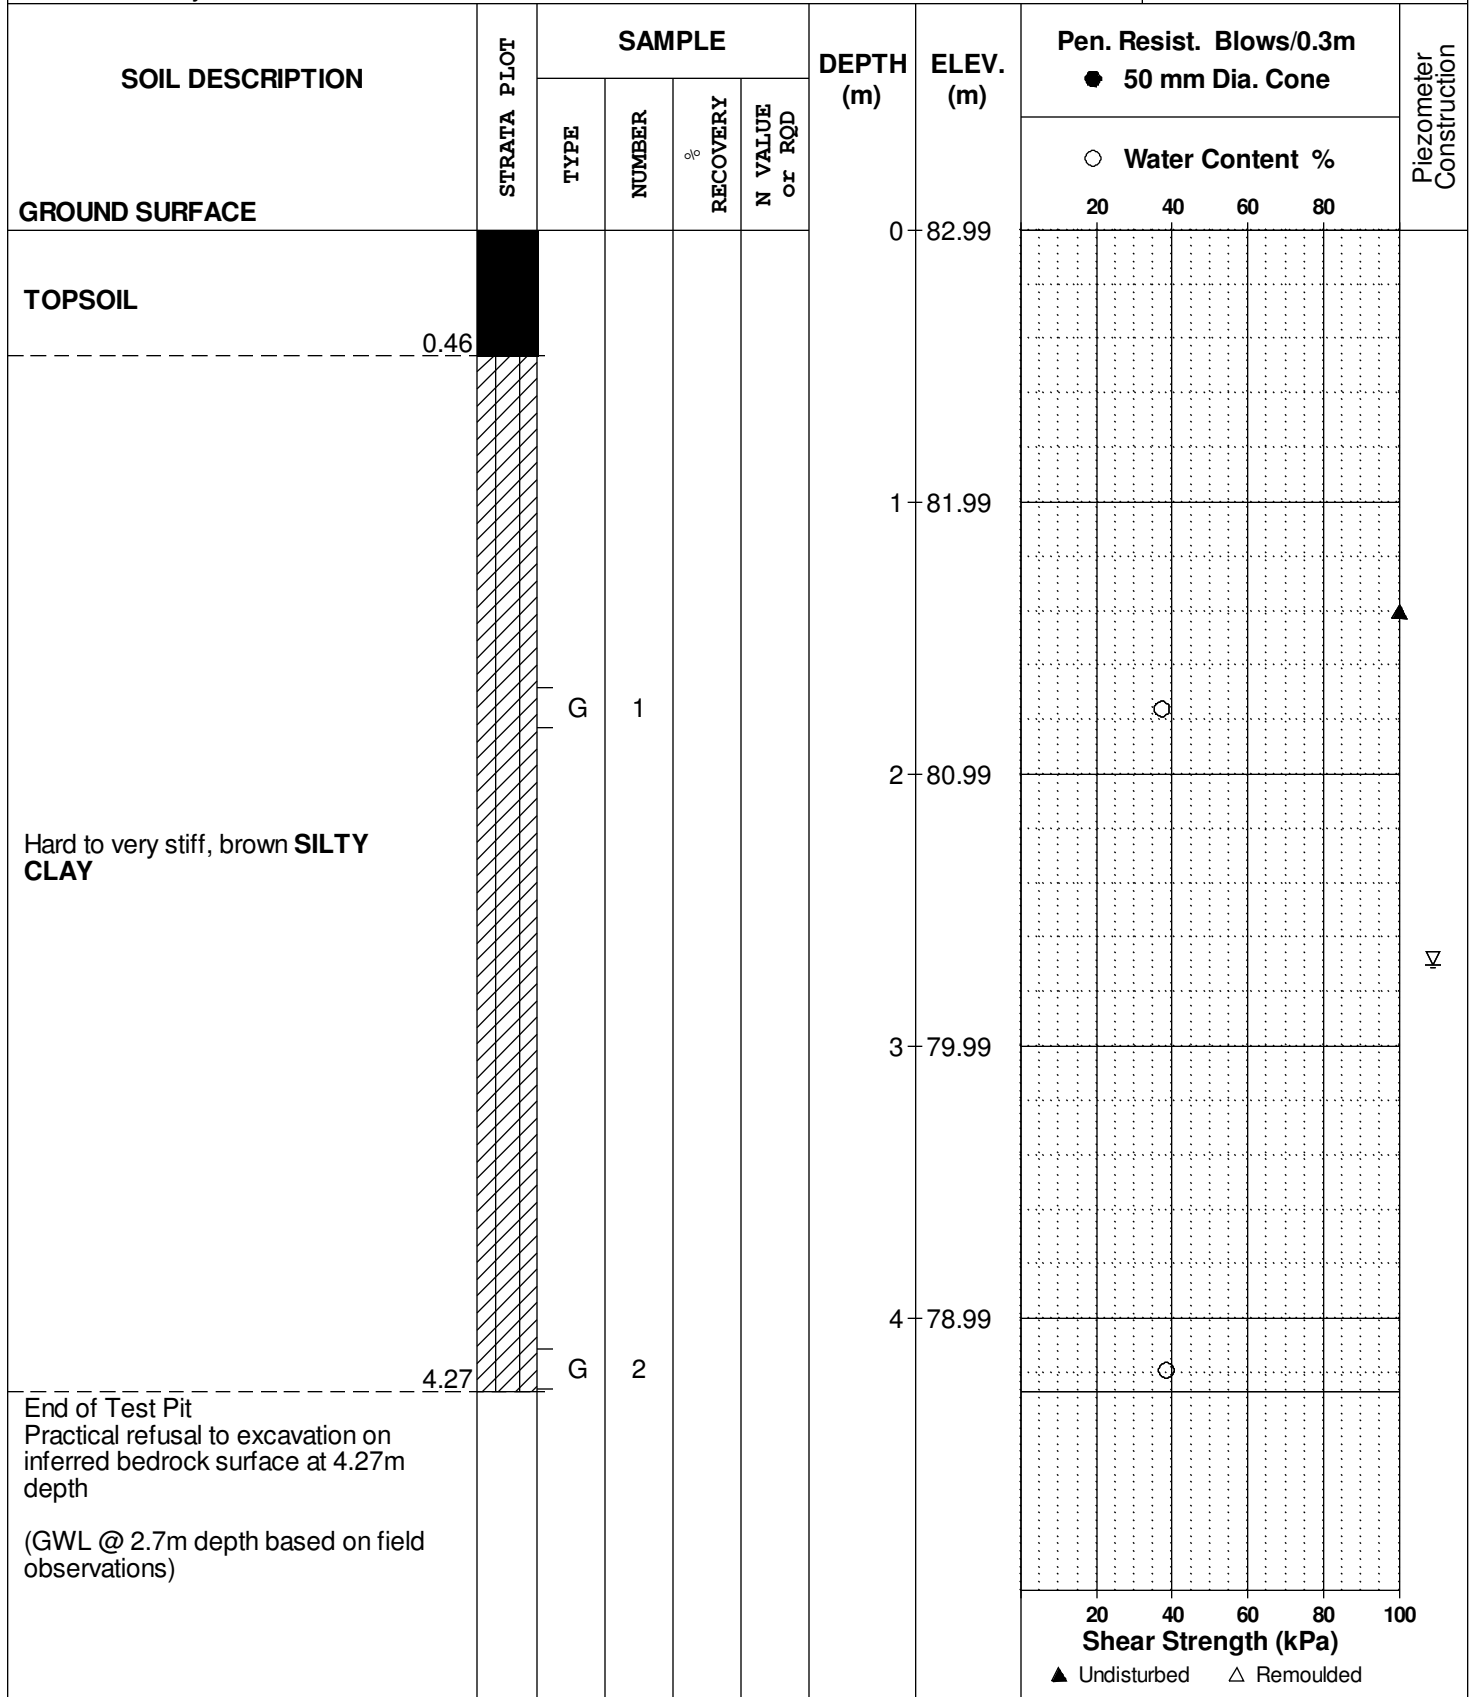 SOIL DESCRIPTION
GROUND SURFACE
STRATA PLOT
SAMPLE
TYPE
NUMBER
%
RECOVERY
N VALUE
or RQD
DEPTH
(m)
ELEV.
(m)
Pen. Resist. Blows/0.3m
● 50 mm Dia. Cone
○ Water Content %
20 40 60 80
Piezometer
Construction
0 82.99
TOPSOIL
0.46
1 81.99
G 1
2 80.99
Hard to very stiff, brown SILTY
CLAY
3 79.99
4 78.99
G 2
4.27
End of Test Pit
Practical refusal to excavation on
inferred bedrock surface at 4.27m
depth
(GWL @ 2.7m depth based on field
observations)
20 40 60 80 100
Shear Strength (kPa)
▲ Undisturbed △ Remoulded